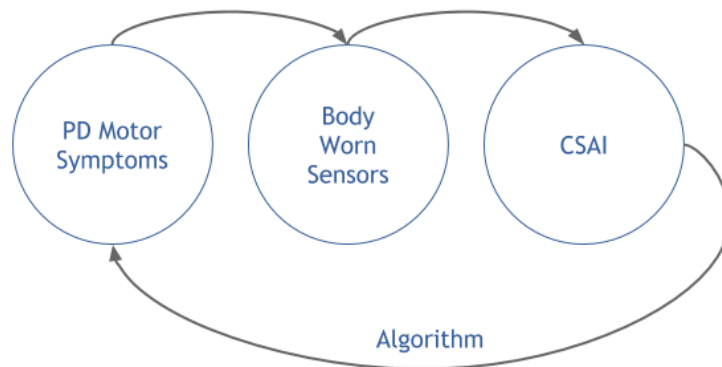 PD Motor
Symptoms
Body
Worn
Sensors
CSAI
Algorithm